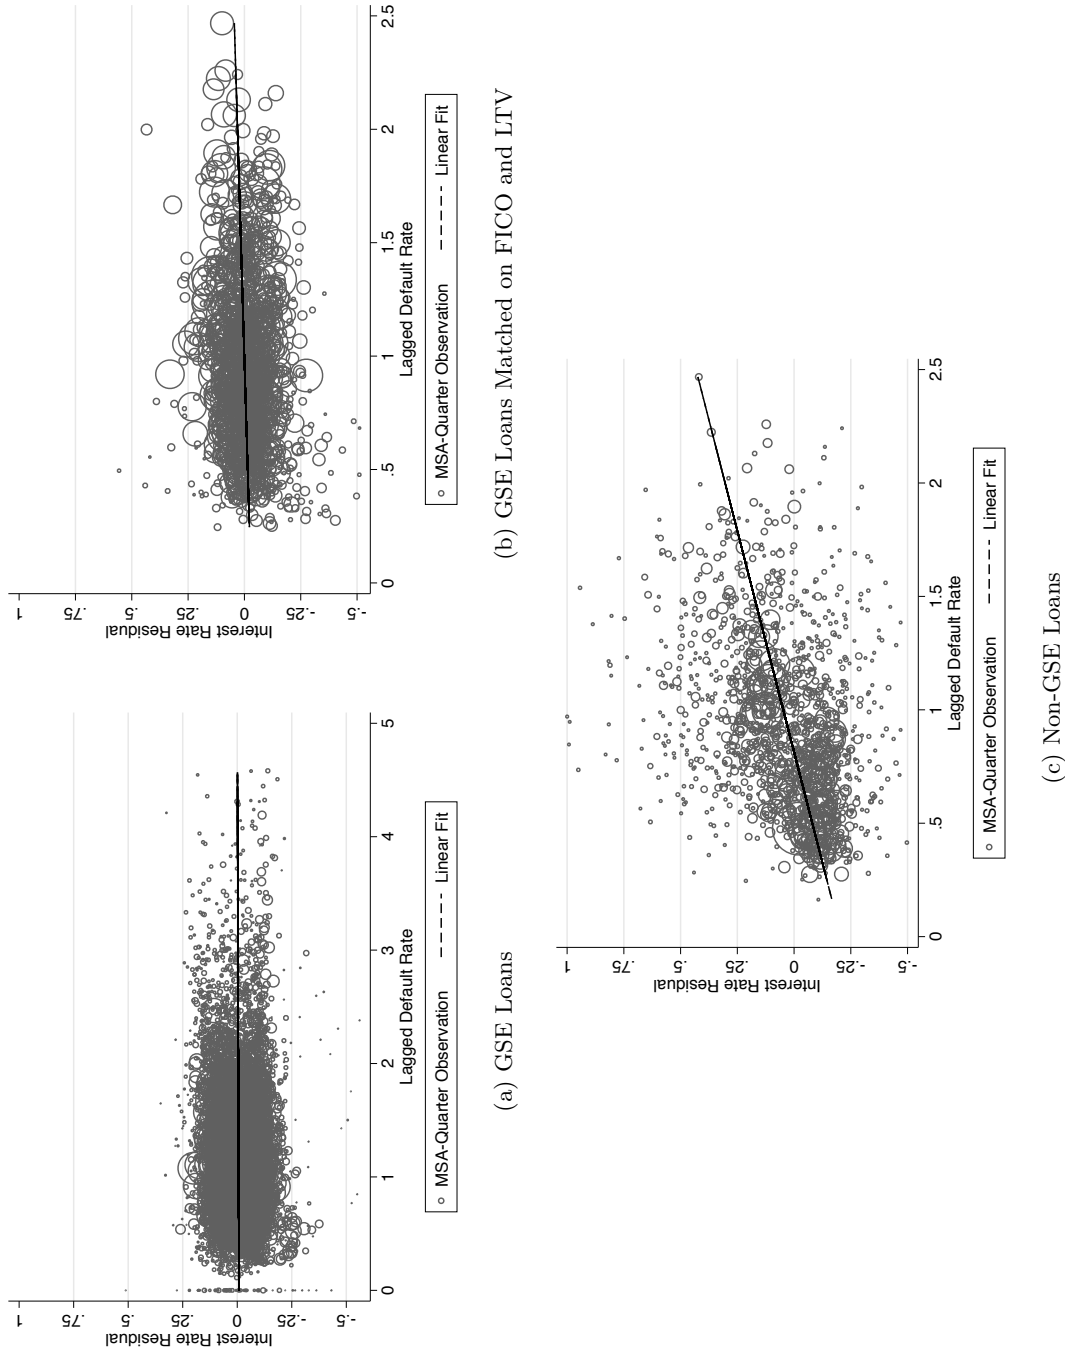 1
.75
.5
.25
0
-.25
-.5
Interest Rate Residual
0
1
2
3
4
5
Lagged Default Rate
MSA-Quarter Observation
Linear Fit
(a) GSE Loans
1
.75
.5
.25
0
-.25
-.5
Interest Rate Residual
0
.5
1
1.5
2
2.5
Lagged Default Rate
MSA-Quarter Observation
Linear Fit
(b) GSE Loans Matched on FICO and LTV
1
.75
.5
.25
0
-.25
-.5
Interest Rate Residual
0
.5
1
1.5
2
2.5
Lagged Default Rate
MSA-Quarter Observation
Linear Fit
(c) Non-GSE Loans